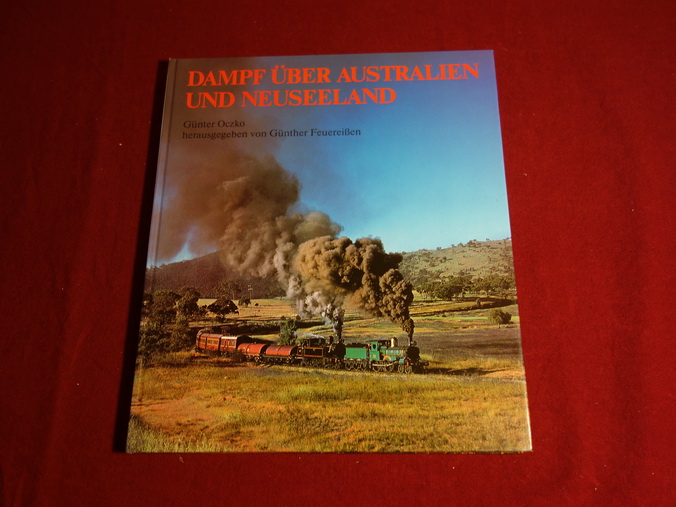 DAMPF ÜBER AUSTRALIEN
UND NEUSEELAND
Günter Oczko
herausgegeben von Günther Feuereißen